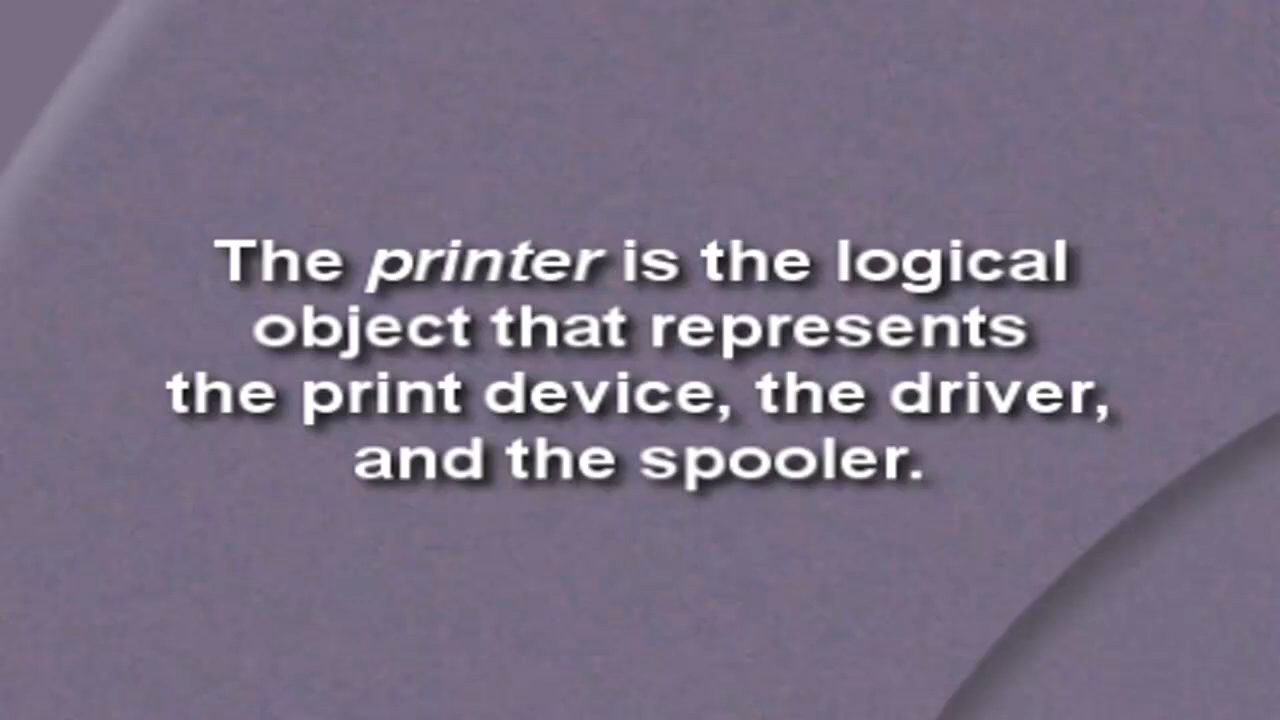 The printer is the logical
object that represents
the print device, the driver,
and the spooler.